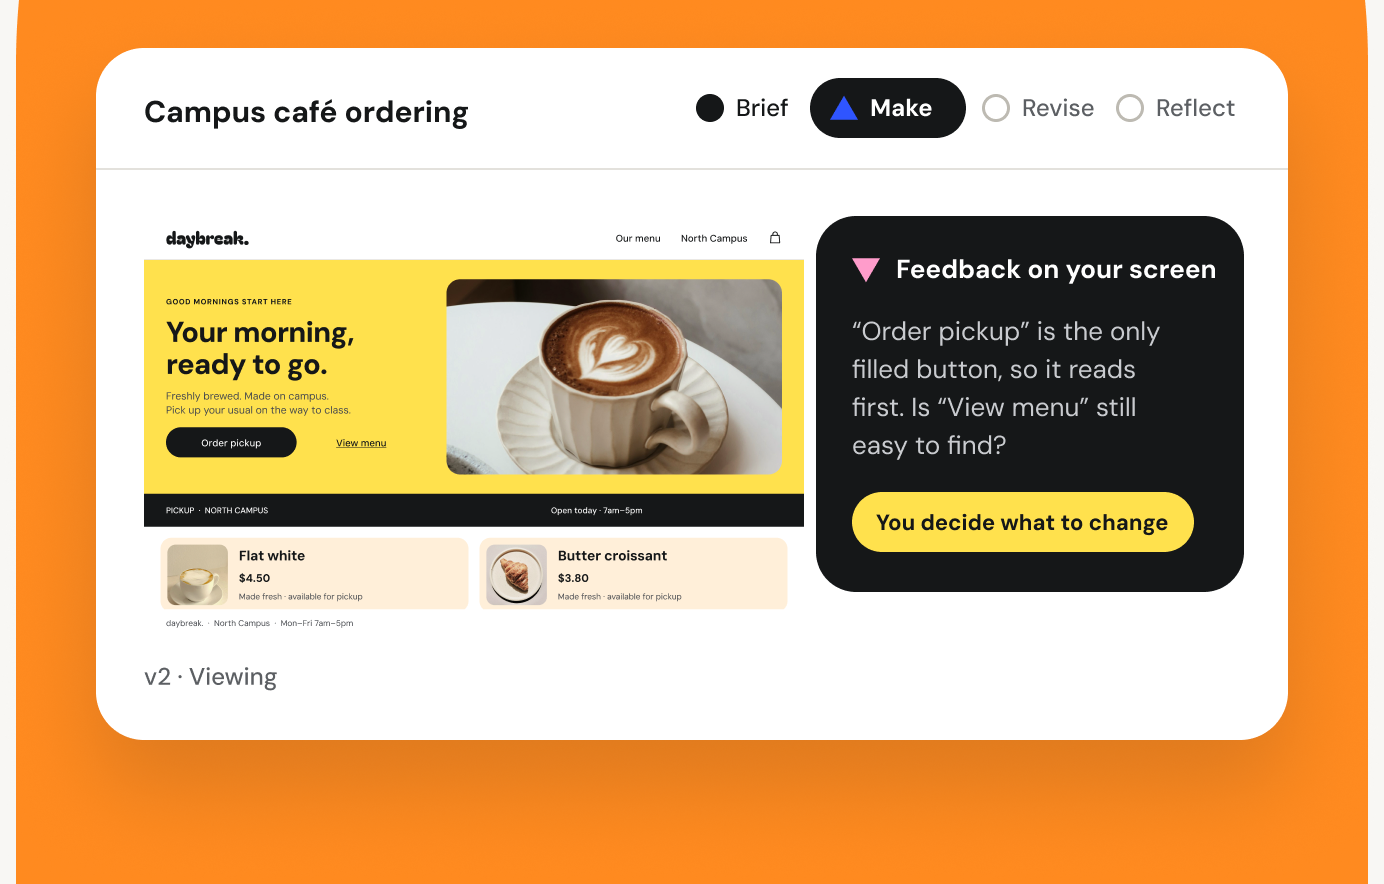 Campus café ordering
Brief
Make
Revise
Reflect
daybreak.
Our menu
North Campus
GOOD MORNINGS START HERE
Your morning,
ready to go.
Freshly brewed. Made on campus.
Pick up your usual on the way to class.
Order pickup
View menu
PICKUP · NORTH CAMPUS
Open today · 7am–5pm
Flat white
$4.50
Made fresh · available for pickup
Butter croissant
$3.80
Made fresh · available for pickup
daybreak. · North Campus · Mon–Fri 7am–5pm
v2 · Viewing
Feedback on your screen
“Order pickup” is the only
filled button, so it reads
first. Is “View menu” still
easy to find?
You decide what to change